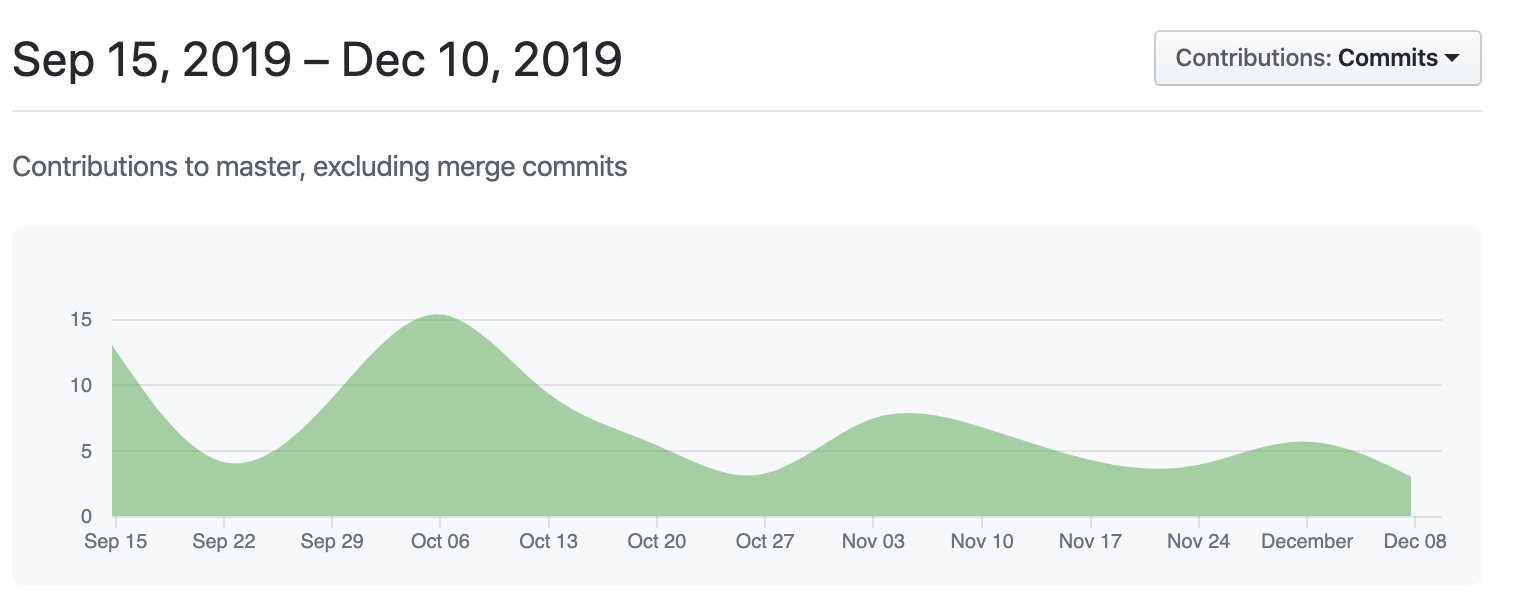 Sep 15, 2019 – Dec 10, 2019
Contributions: Commits
Contributions to master, excluding merge commits
15
10
5
0
Sep 15 Sep 22 Sep 29 Oct 06 Oct 13 Oct 20 Oct 27 Nov 03 Nov 10 Nov 17 Nov 24 December Dec 08